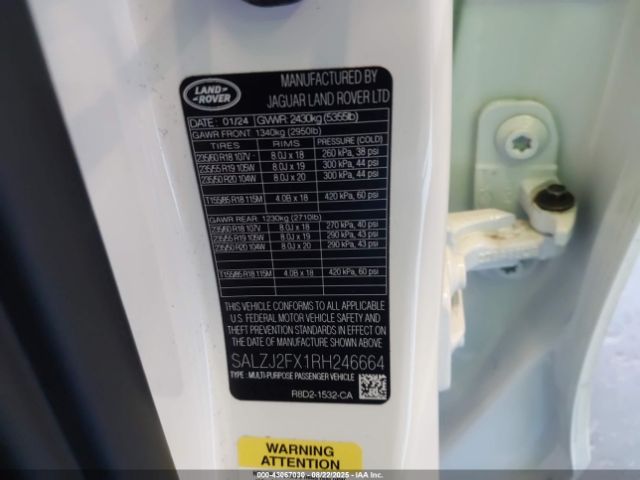 LAND ROVER
MANUFACTURED BY
JAGUAR LAND ROVER LTD
DATE : 01/24 GVWR: 2430kg (5355lb)
GAWR FRONT 1340kg (2950lb)
TIRES RIMS PRESSURE (COLD)
235/60 R18 107V 8.0J x 18 260 kPa, 38 psi
235/55 R19 105W 8.0J x 19 300 kPa, 44 psi
235/50 R20 104W 8.0J x 20 300 kPa, 44 psi
T155/85 R18 115M 4.0B x 18 420 kPa, 60 psi
GAWR REAR: 1230kg (2710lb)
235/60 R18 107V 8.0J x 18 270 kPa, 40 psi
235/55 R19 105W 8.0J x 19 290 kPa, 43 psi
235/50 R20 104W 8.0J x 20 290 kPa, 43 psi
T155/85 R18 115M 4.0B x 18 420 kPa, 60 psi
THIS VEHICLE CONFORMS TO ALL APPLICABLE
U.S. FEDERAL MOTOR VEHICLE SAFETY AND
THEFT PREVENTION STANDARDS IN EFFECT ON THE
DATE OF MANUFACTURE SHOWN ABOVE
SALZJ2FX1RH246664
TYPE : MULTI-PURPOSE PASSENGER VEHICLE
R8D2-1532-CA
WARNING
ATTENTION
43057030 - 08/22/2025 - IAAI.com